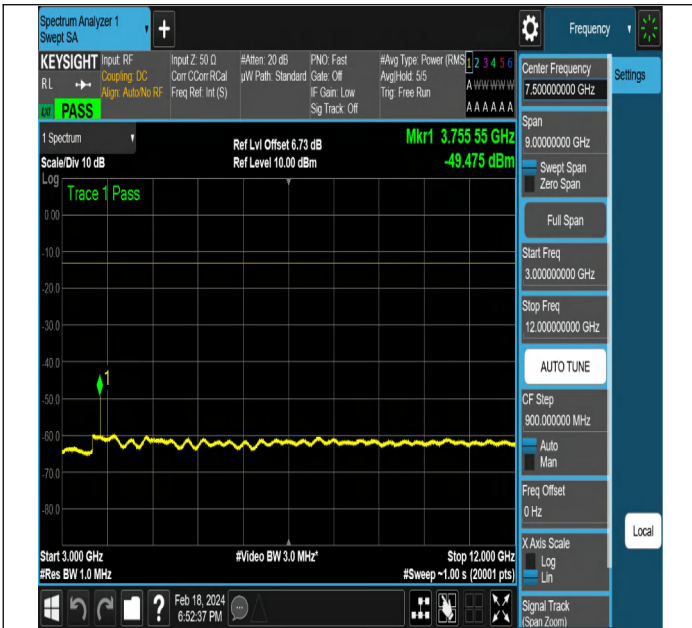 Spectrum Analyzer 1
Swept SA
Frequency
KEYSIGHT
RL
LXI
PASS
Input: RF
Coupling: DC
Align: Auto/No RF
Input Z: 50 Ω
Corr CCorr RCal
Freq Ref: Int (S)
#Atten: 20 dB
µW Path: Standard
PNO: Fast
Gate: Off
IF Gain: Low
Sig Track: Off
#Avg Type: Power (RMS
Avg|Hold: 5/5
Trig: Free Run
1 2 3 4 5 6
A W W W W W
A A A A A A
1 Spectrum
Scale/Div 10 dB
Log
Ref Lvl Offset 6.73 dB
Ref Level 10.00 dBm
Mkr1 3.755 55 GHz
-49.475 dBm
Trace 1 Pass
0.00
-10.0
-20.0
-30.0
-40.0
-50.0
-60.0
-70.0
-80.0
1
Start 3.000 GHz
#Res BW 1.0 MHz
#Video BW 3.0 MHz*
Stop 12.000 GHz
#Sweep ~1.00 s (20001 pts)
?
Feb 18, 2024
6:52:37 PM
Center Frequency
7.500000000 GHz
Settings
Span
9.00000000 GHz
Swept Span
Zero Span
Full Span
Start Freq
3.000000000 GHz
Stop Freq
12.000000000 GHz
AUTO TUNE
CF Step
900.000000 MHz
Auto
Man
Freq Offset
0 Hz
X Axis Scale
Log
Lin
Local
Signal Track
(Span Zoom)